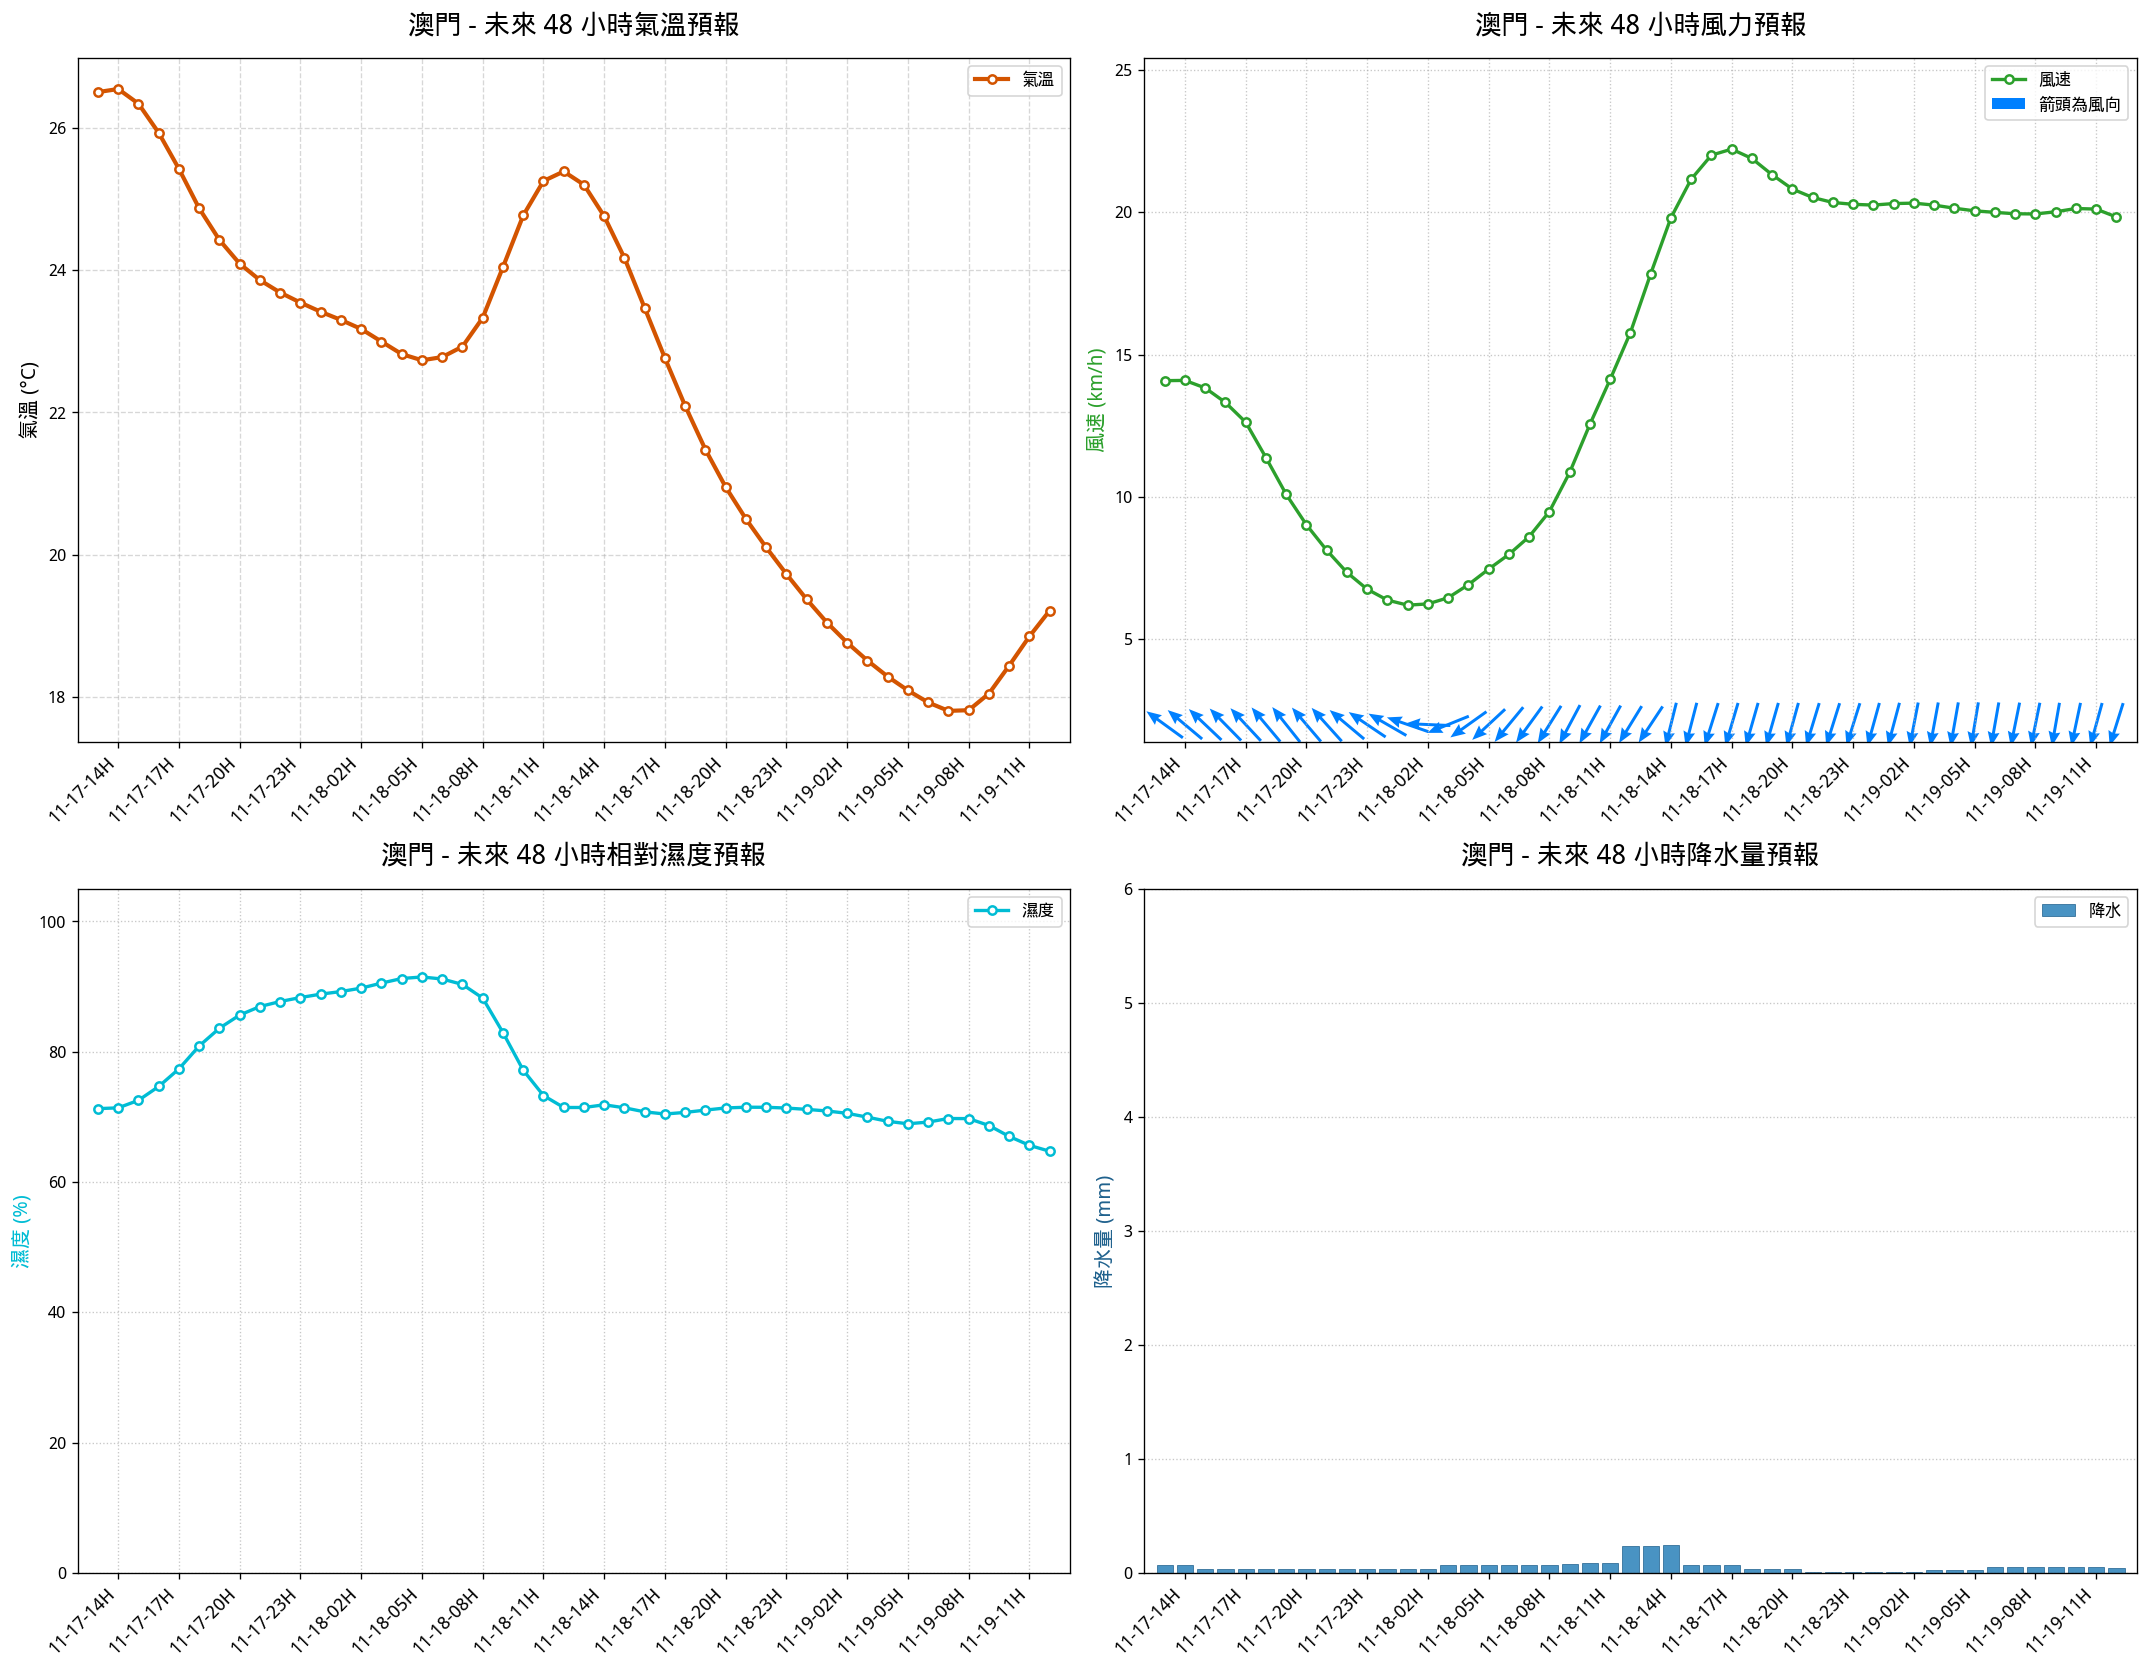 澳門 - 未來 48 小時氣溫預報
氣溫
氣溫 (°C)
26
24
22
20
18
11-17-14H
11-17-17H
11-17-20H
11-17-23H
11-18-02H
11-18-05H
11-18-08H
11-18-11H
11-18-14H
11-18-17H
11-18-20H
11-18-23H
11-19-02H
11-19-05H
11-19-08H
11-19-11H
澳門 - 未來 48 小時風力預報
風速
箭頭為風向
風速 (km/h)
25
20
15
10
5
11-17-14H
11-17-17H
11-17-20H
11-17-23H
11-18-02H
11-18-05H
11-18-08H
11-18-11H
11-18-14H
11-18-17H
11-18-20H
11-18-23H
11-19-02H
11-19-05H
11-19-08H
11-19-11H
澳門 - 未來 48 小時相對濕度預報
濕度
濕度 (%)
100
80
60
40
20
0
11-17-14H
11-17-17H
11-17-20H
11-17-23H
11-18-02H
11-18-05H
11-18-08H
11-18-11H
11-18-14H
11-18-17H
11-18-20H
11-18-23H
11-19-02H
11-19-05H
11-19-08H
11-19-11H
澳門 - 未來 48 小時降水量預報
降水
降水量 (mm)
6
5
4
3
2
1
0
11-17-14H
11-17-17H
11-17-20H
11-17-23H
11-18-02H
11-18-05H
11-18-08H
11-18-11H
11-18-14H
11-18-17H
11-18-20H
11-18-23H
11-19-02H
11-19-05H
11-19-08H
11-19-11H